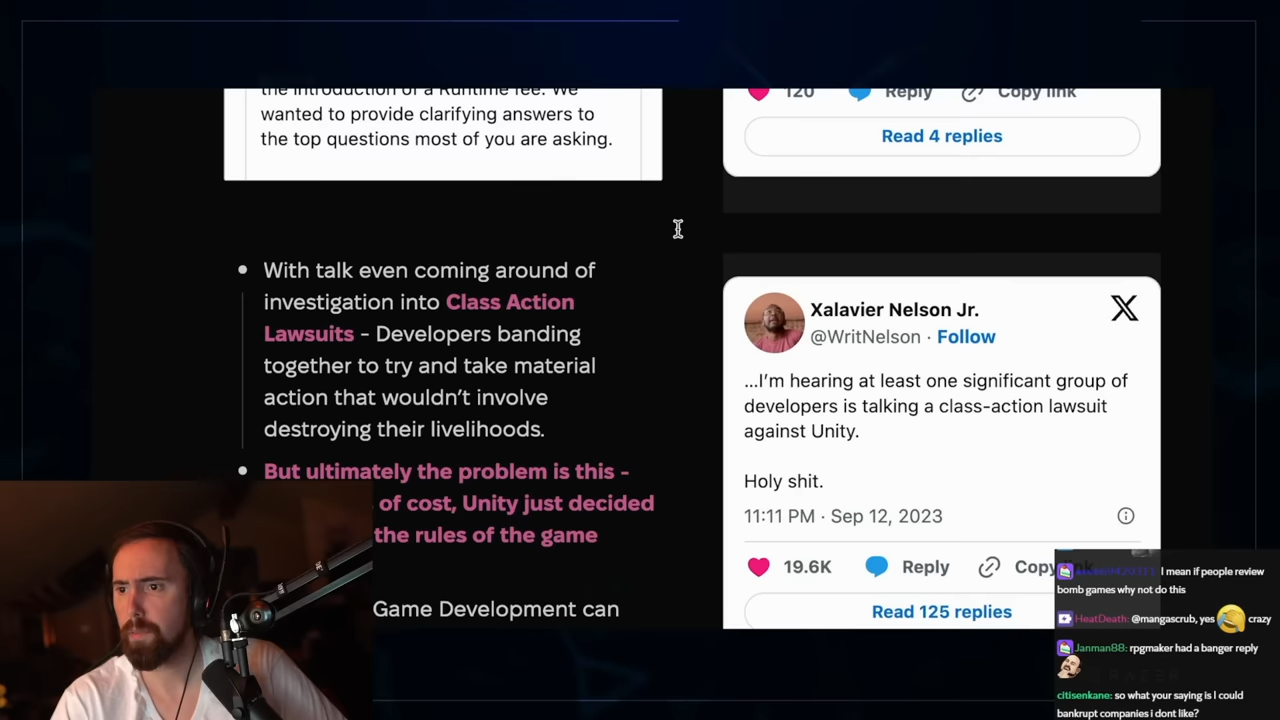 the introduction of a Runtime fee. We
wanted to provide clarifying answers to
the top questions most of you are asking.
With talk even coming around of
investigation into Class Action
Lawsuits - Developers banding
together to try and take material
action that wouldn't involve
destroying their livelihoods.
But ultimately the problem is this -
of cost, Unity just decided
the rules of the game
Game Development can
120 Reply Copy link
Read 4 replies
Xalavier Nelson Jr.
@WritNelson · Follow
...I'm hearing at least one significant group of
developers is talking a class-action lawsuit
against Unity.
Holy shit.
11:11 PM · Sep 12, 2023
19.6K Reply Copy
Read 125 replies
I mean if people review
bomb games why not do this
HeatDeath: @mangascrub, yes crazy
Janman88: rpgmaker had a banger reply
citisenkane: so what your saying is I could
bankrupt companies i dont like?